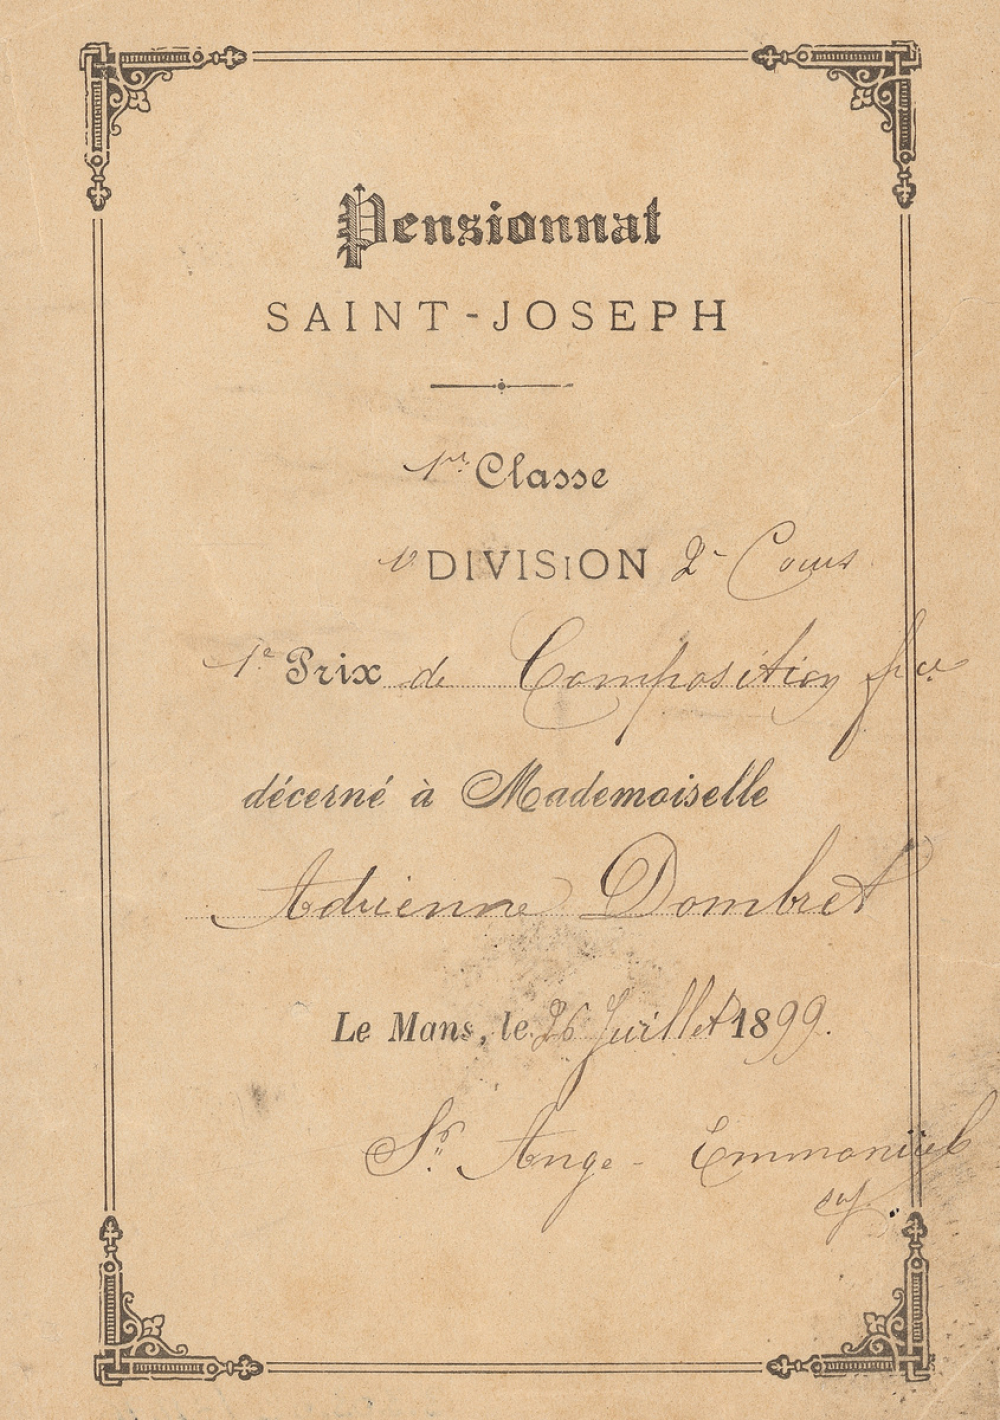 Pensionnat
SAINT-JOSEPH
1re Classe
DIVISION 2e Cours
1e Prix de Composition fse
décerné à Mademoiselle
Adrienne Dombret
Le Mans, le 26 Juillet 1899.
Sr. Ange-Emmanuel